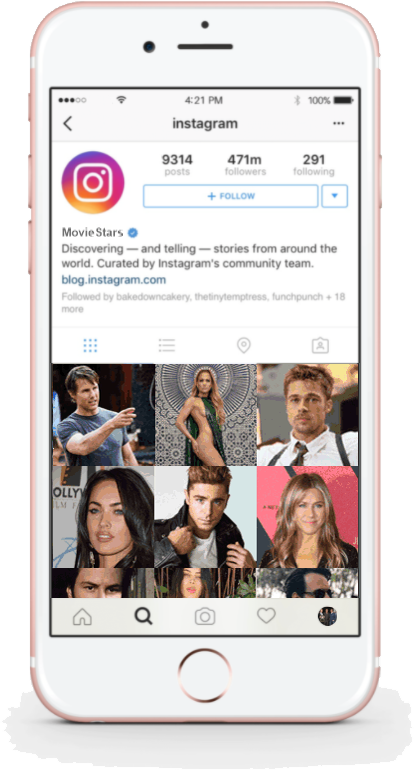 4:21 PM 100%
instagram
9314 471m 291
posts followers following
+ FOLLOW
MovieStars
Discovering — and telling — stories from around the
world. Curated by Instagram's community team.
blog.instagram.com
Followed by bakedowncakery, thetinytemptress, funchpunch + 18
more